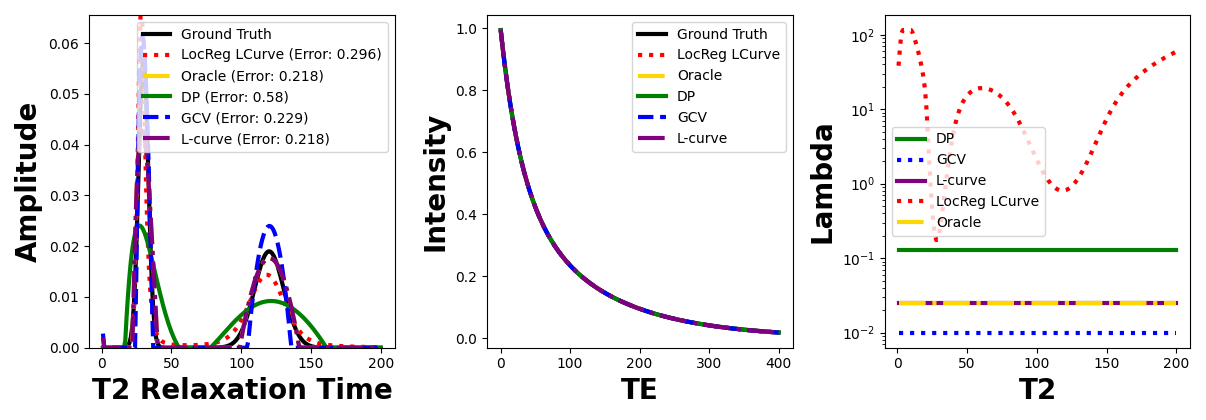 Amplitude
0.06
0.05
0.04
0.03
0.02
0.01
0.00
Ground Truth
LocReg LCurve (Error: 0.296)
Oracle (Error: 0.218)
DP (Error: 0.58)
GCV (Error: 0.229)
L-curve (Error: 0.218)
0 50 100 150 200
T2 Relaxation Time
Intensity
1.0
0.8
0.6
0.4
0.2
0.0
Ground Truth
LocReg LCurve
Oracle
DP
GCV
L-curve
0 100 200 300 400
TE
Lambda
10²
10¹
10⁰
10⁻¹
10⁻²
DP
GCV
L-curve
LocReg LCurve
Oracle
0 50 100 150 200
T2